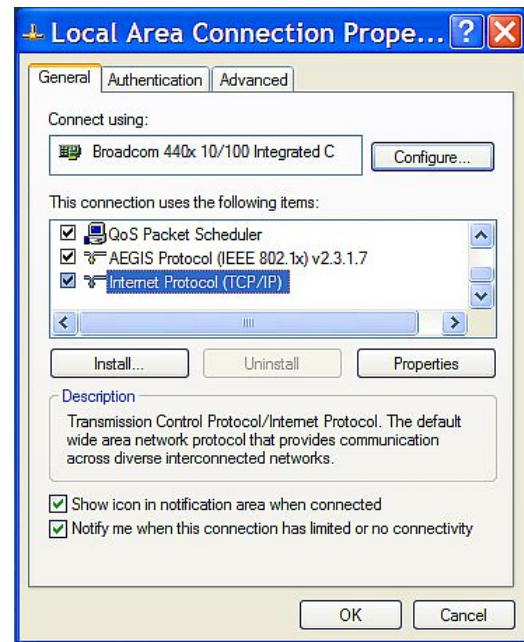 Local Area Connection Prope...
General Authentication Advanced
Connect using:
Broadcom 440x 10/100 Integrated C Configure...
This connection uses the following items:
QoS Packet Scheduler
AEGIS Protocol (IEEE 802.1x) v2.3.1.7
Internet Protocol (TCP/IP)
Install... Uninstall Properties
Description
Transmission Control Protocol/Internet Protocol. The default
wide area network protocol that provides communication
across diverse interconnected networks.
Show icon in notification area when connected
Notify me when this connection has limited or no connectivity
OK Cancel